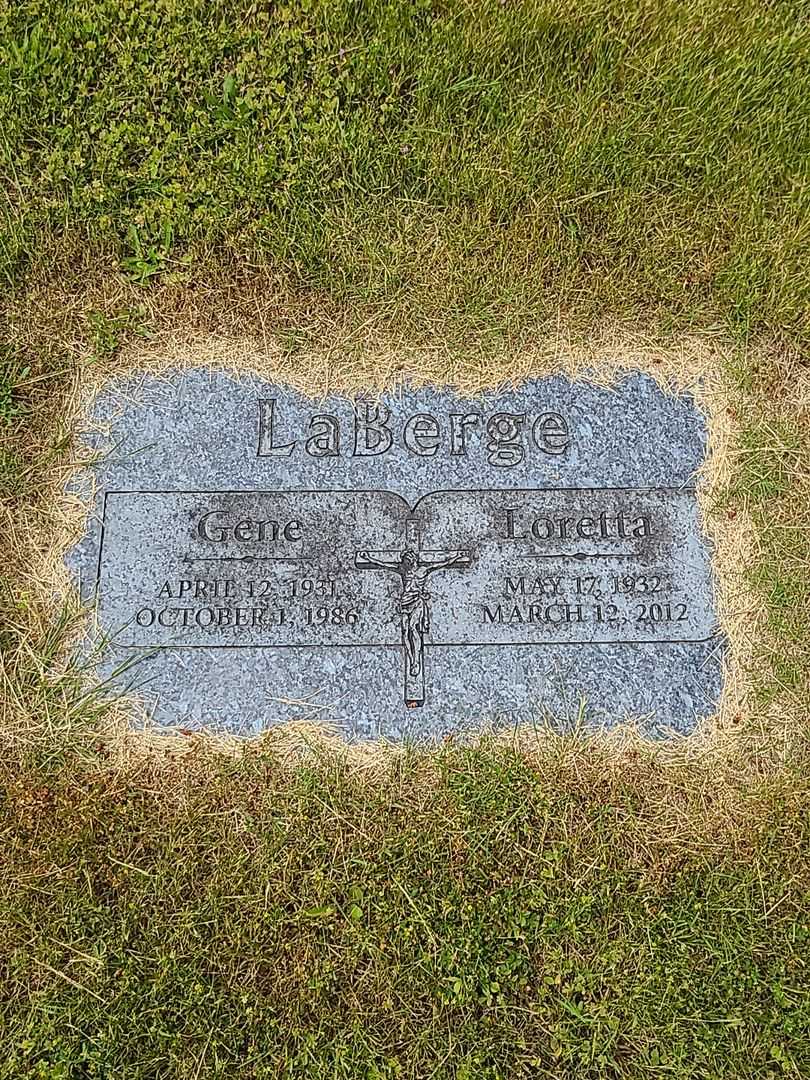 LaBerge
Gene
APRIL 12, 1931
OCTOBER 1, 1986
Loretta
MAY 17, 1932
MARCH 12, 2012